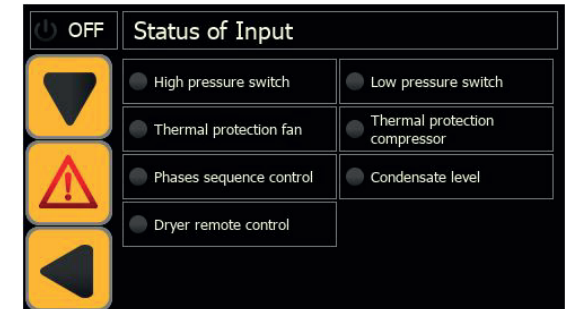 OFF
Status of Input
High pressure switch
Low pressure switch
Thermal protection fan
Thermal protection
compressor
Phases sequence control
Condensate level
Dryer remote control